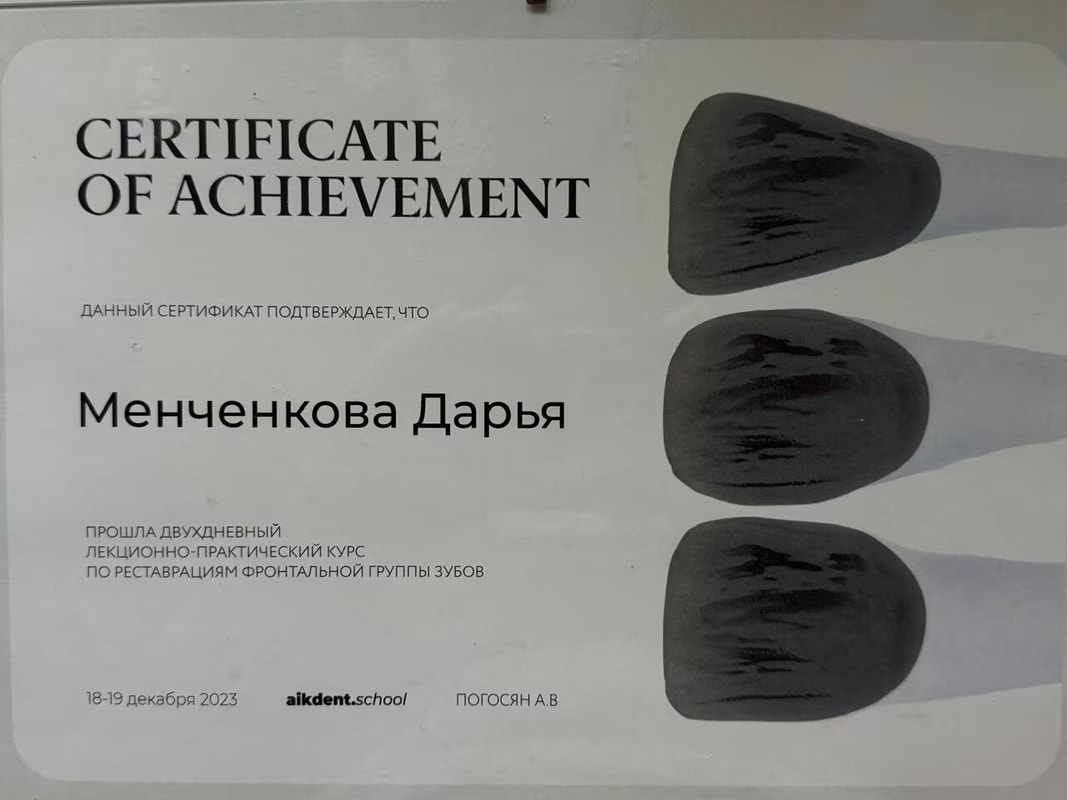 CERTIFICATE
OF ACHIEVEMENT
ДАННЫЙ СЕРТИФИКАТ ПОДТВЕРЖДАЕТ, ЧТО
Менченкова Дарья
ПРОШЛА ДВУХДНЕВНЫЙ
ЛЕКЦИОННО-ПРАКТИЧЕСКИЙ КУРС
ПО РЕСТАВРАЦИЯМ ФРОНТАЛЬНОЙ ГРУППЫ ЗУБОВ
18-19 декабря 2023 aikdent.school ПОГОСЯН А.В